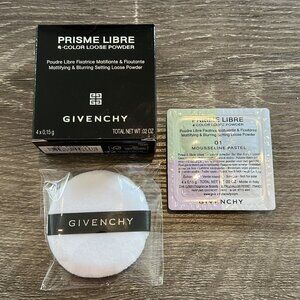 PRISME LIBRE
4-COLOR LOOSE POWDER
Poudre Libre Fixatrice Matifiante & Floutante
Mattifying & Blurring Setting Loose Powder
GIVENCHY
4 x 0,15 g
TOTAL NET WT. .02 OZ
PRISME LIBRE
4-COLOR LOOSE POWDER
Poudre Libre Fixatrice Matifiante & Floutante
Mattifying & Blurring Setting Loose Powder
01
MOUSSELINE PASTEL
GIVENCHY
GIVENCHY